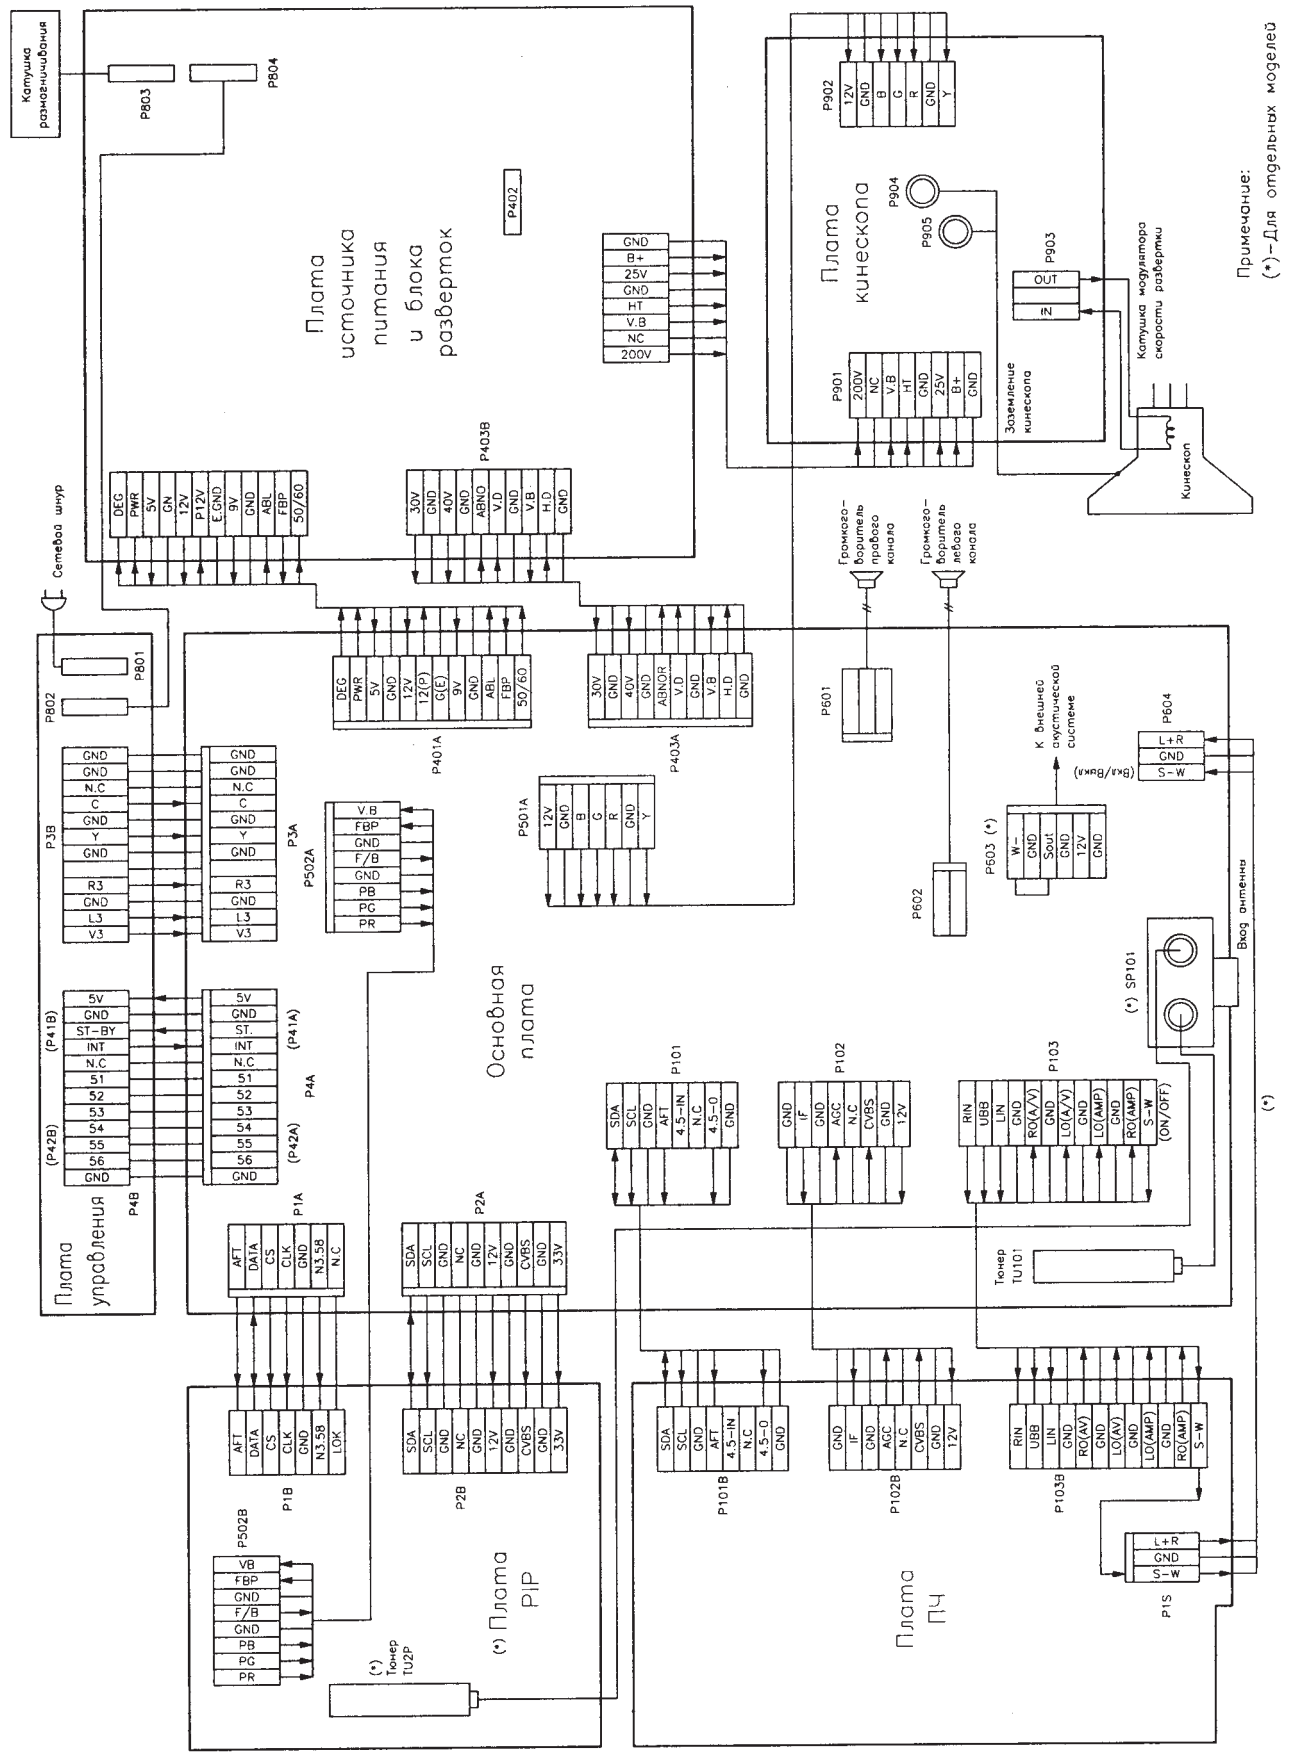 Плата
управления
P4B
(P42B)
(P41B)
GND
56
55
54
53
52
51
N.C
INT
ST-BY
GND
5V
P3B
V3
L3
GND
R3
GND
Y
GND
C
N.C
GND
GND
P802
P801
Сетевой шнур
GND
56
55
54
53
52
51
N.C
INT
ST.
GND
5V
(P42A)
P4A
(P41A)
V3
L3
GND
R3
GND
Y
GND
C
N.C
GND
GND
P3A
Катушка
размагничивания
P803
P804
Плата
источника
питания
и блока
разверток
P402
DEG
PWR
5V
GN
12V
P12V
E.GND
9V
GND
ABL
FBP
50/60
P403B
30V
GND
40V
GND
ABNO
V.D
GND
V.B
H.D
GND
200V
NC
V.B
HT
GND
25V
B+
GND
Основная
плата
P401A
DEG
PWR
5V
GND
12V
12(P)
G(E)
9V
GND
ABL
FBP
50/60
P403A
30V
GND
40V
GND
ABNOR
V.D
GND
V.B
H.D
GND
P502A
PR
PG
PB
GND
F/B
GND
FBP
V.B
P501A
12V
GND
B
G
R
GND
Y
P1A
AFT
DATA
CS
CLK
GND
N3.58
N.C
P2A
SDA
SCL
GND
NC
GND
12V
GND
CVBS
GND
33V
P101
SDA
SCL
GND
AFT
4.5-IN
N.C
4.5-0
GND
P102
GND
IF
GND
AGC
N.C
CVBS
GND
12V
P103
RIN
UBB
LIN
GND
RO(A/V)
GND
LO(A/V)
GND
LO(AMP)
GND
RO(AMP)
S-W
(ON/OFF)
Тюнер
TU101
(*) SP101
Вход антенны
P601
P602
Громкого-
воритель
правого
канала
Громкого-
воритель
левого
канала
P603 (*)
W-
GND
Sout
GND
12V
GND
К внешней
акустической
системе
P604
S-W
GND
L+R
(Вкл/Выкл)
Плата
кинескопа
P902
12V
GND
B
G
R
GND
Y
P904
P905
P901
200V
NC
V.B
HT
GND
25V
B+
GND
P903
IN
OUT
Заземление
кинескопа
Катушка модулятора
скорости развертки
Кинескоп
(*) Плата
PIP
P502B
PR
PG
PB
GND
F/B
GND
FBP
VB
P1B
AFT
DATA
CS
CLK
GND
N3.58
LOK
P2B
SDA
SCL
GND
NC
GND
12V
GND
CVBS
GND
33V
(*)
Тюнер
TU2P
Плата
ПЧ
P101B
SDA
SCL
GND
AFT
4.5-IN
N.C
4.5-0
GND
P102B
GND
IF
GND
AGC
N.C
CVBS
GND
12V
P103B
RIN
UBB
LIN
GND
RO(AV)
GND
LO(AV)
GND
LO(AMP)
GND
RO(AMP)
S-W
P1S
S-W
GND
L+R
(*)
Примечание:
(*)-Для отдельных моделей